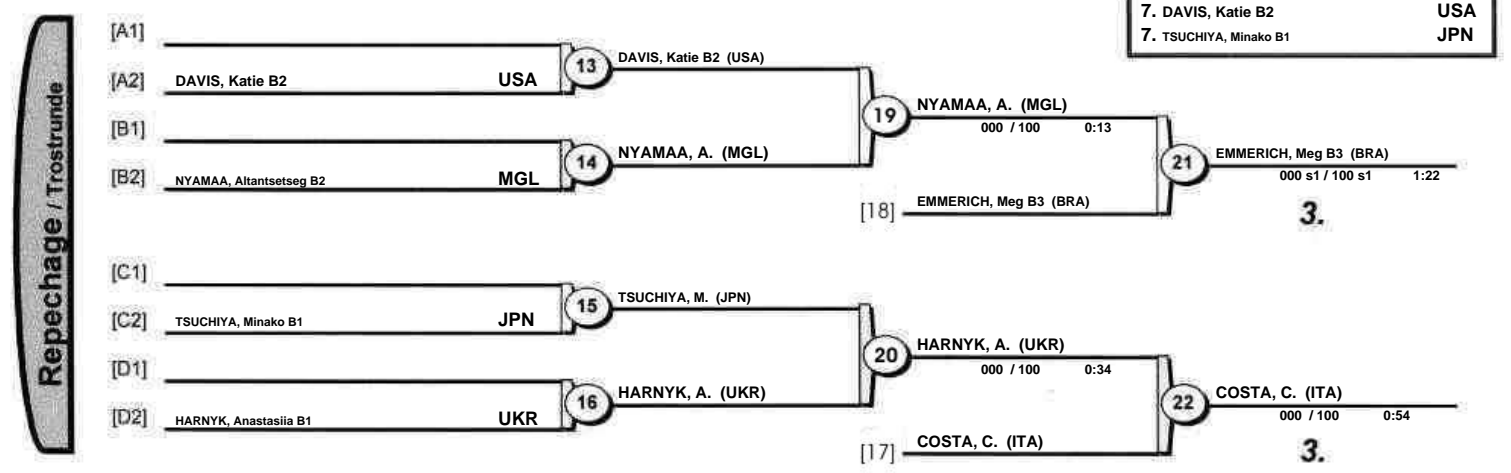 7. DAVIS, Katie B2 USA
7. TSUCHIYA, Minako B1 JPN
Repechage / Trostrunde
[A1]
[A2] DAVIS, Katie B2 USA
13 DAVIS, Katie B2 (USA)
[B1]
[B2] NYAMAA, Altantsetseg B2 MGL
14 NYAMAA, A. (MGL)
19 NYAMAA, A. (MGL)
000 / 100 0:13
[18] EMMERICH, Meg B3 (BRA)
21 EMMERICH, Meg B3 (BRA)
000 s1 / 100 s1 1:22
3.
[C1]
[C2] TSUCHIYA, Minako B1 JPN
15 TSUCHIYA, M. (JPN)
[D1]
[D2] HARNYK, Anastasiia B1 UKR
16 HARNYK, A. (UKR)
20 HARNYK, A. (UKR)
000 / 100 0:34
[17] COSTA, C. (ITA)
22 COSTA, C. (ITA)
000 / 100 0:54
3.